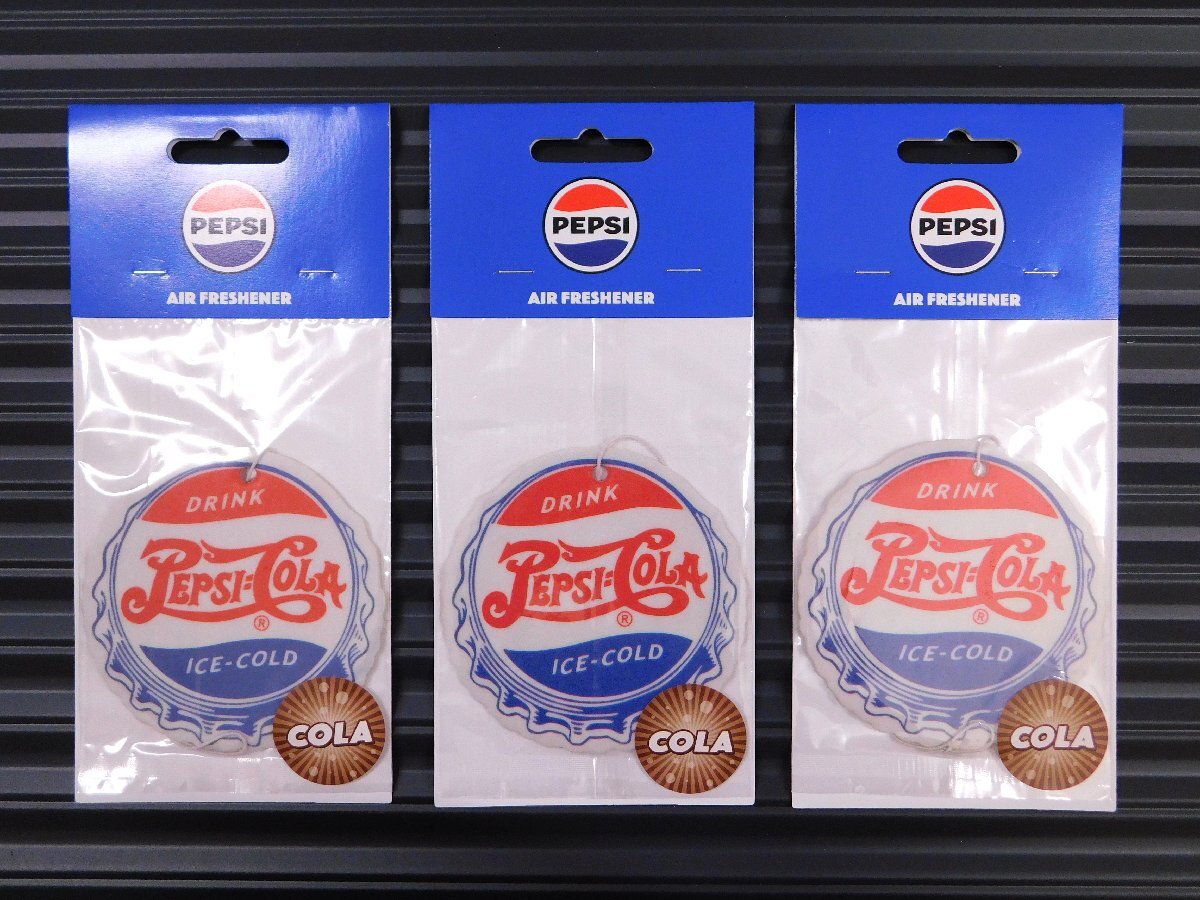 PEPSI
AIR FRESHENER
DRINK
PEPSI=COLA
®
ICE-COLD
COLA
PEPSI
AIR FRESHENER
DRINK
PEPSI=COLA
®
ICE-COLD
COLA
PEPSI
AIR FRESHENER
DRINK
PEPSI=COLA
®
ICE-COLD
COLA